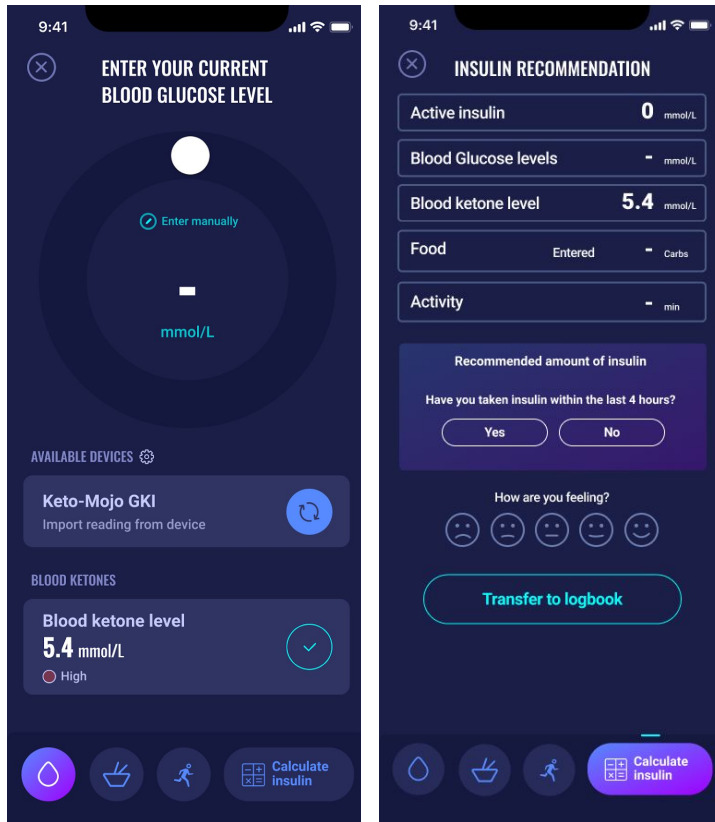 9:41
ENTER YOUR CURRENT
BLOOD GLUCOSE LEVEL
Enter manually
-
mmol/L
AVAILABLE DEVICES
Keto-Mojo GKI
Import reading from device
BLOOD KETONES
Blood ketone level
5.4 mmol/L
High
Calculate
insulin
9:41
INSULIN RECOMMENDATION
Active insulin 0 mmol/L
Blood Glucose levels - mmol/L
Blood ketone level 5.4 mmol/L
Food Entered - Carbs
Activity - min
Recommended amount of insulin
Have you taken insulin within the last 4 hours?
Yes No
How are you feeling?
Transfer to logbook
Calculate
insulin